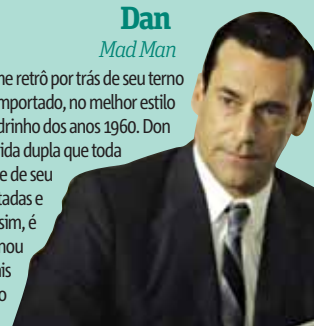 Dan
Mad Man
me retrô por trás de seu terno
mportado, no melhor estilo
drinho dos anos 1960. Don
ida dupla que toda
e de seu
tadas e
sim, é
nou
is
o